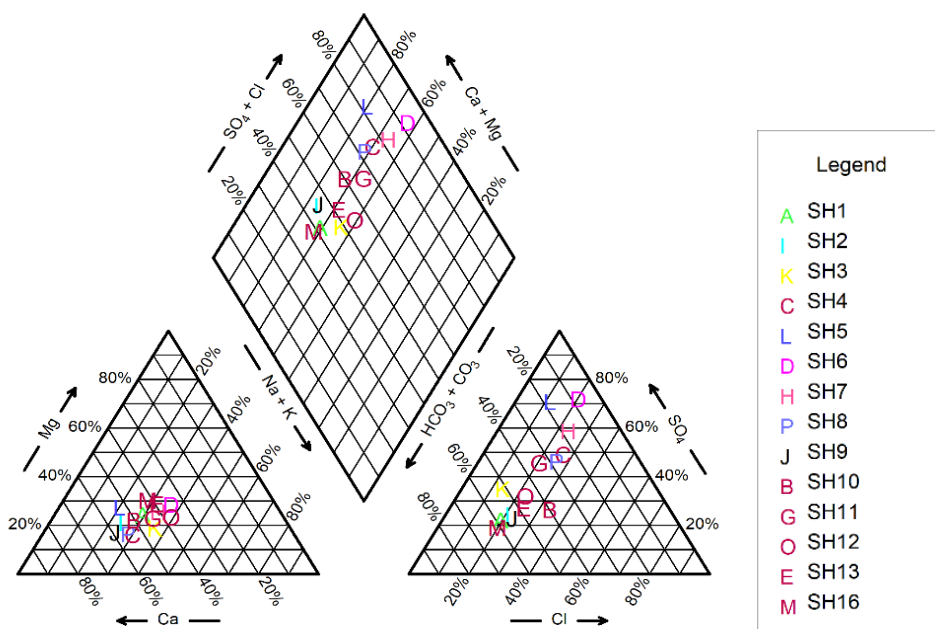 80% 80%
60% 60%
SO4 + Cl Ca + Mg
40% 40%
20% 20%
L
D
H
C
P
B G
I J
E
O
M A K
Na + K HCO3 + CO3
20% 20%
80% 40% 40% 80%
Mg SO4
60% 60% 60% 60%
40% 80% 80% 40%
20% 20%
L D
H
C
G P
K
O
E B
I J
A
M
M
E
L D
A
B G O
I
K
J P C
80% 60% 40% 20% 20% 40% 60% 80%
Ca Cl
Legend
A SH1
I SH2
K SH3
C SH4
L SH5
D SH6
H SH7
P SH8
J SH9
B SH10
G SH11
O SH12
E SH13
M SH16